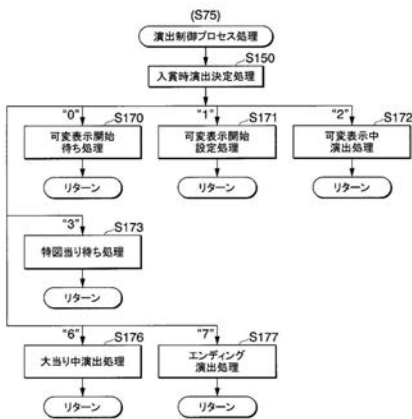 (S75)
演出制御プロセス処理
S150
入賞時演出決定処理
"0" S170 "1" S171 "2" S172
可変表示開始
待ち処理
可変表示開始
設定処理
可変表示中
演出処理
リターン リターン リターン
"3" S173
特図当り待ち処理
リターン
"6" S176 "7" S177
大当り中演出処理
エンディング
演出処理
リターン リターン